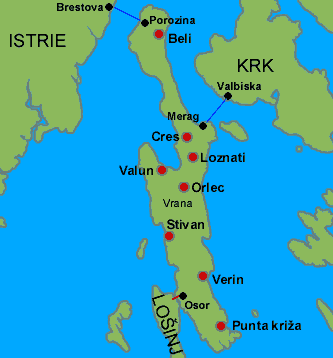 Brestova
Porozina
ISTRIE
Beli
KRK
Valbiska
Merag
Cres
Loznati
Valun
Orlec
Vrana
Stivan
Verin
Osor
LOŠINJ
Punta križa